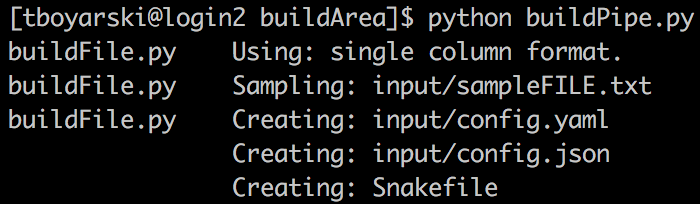 [tboyarski@login2 buildArea]$ python buildPipe.py
buildFile.py    Using: single column format.
buildFile.py    Sampling: input/sampleFILE.txt
buildFile.py    Creating: input/config.yaml
                Creating: input/config.json
                Creating: Snakefile